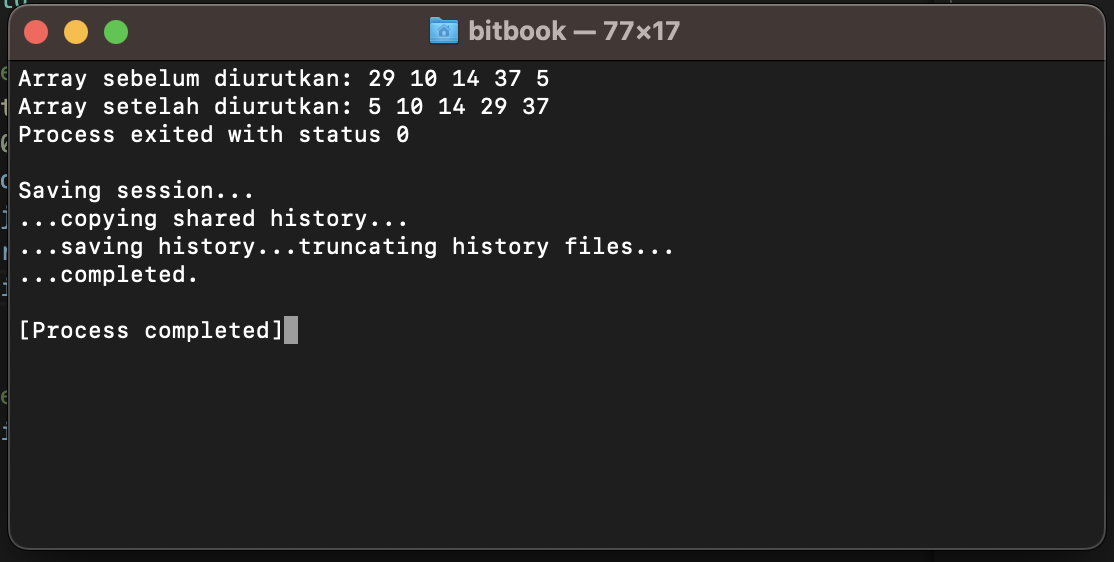 bitbook — 77×17
Array sebelum diurutkan: 29 10 14 37 5
Array setelah diurutkan: 5 10 14 29 37
Process exited with status 0
Saving session...
...copying shared history...
...saving history...truncating history files...
...completed.
[Process completed]